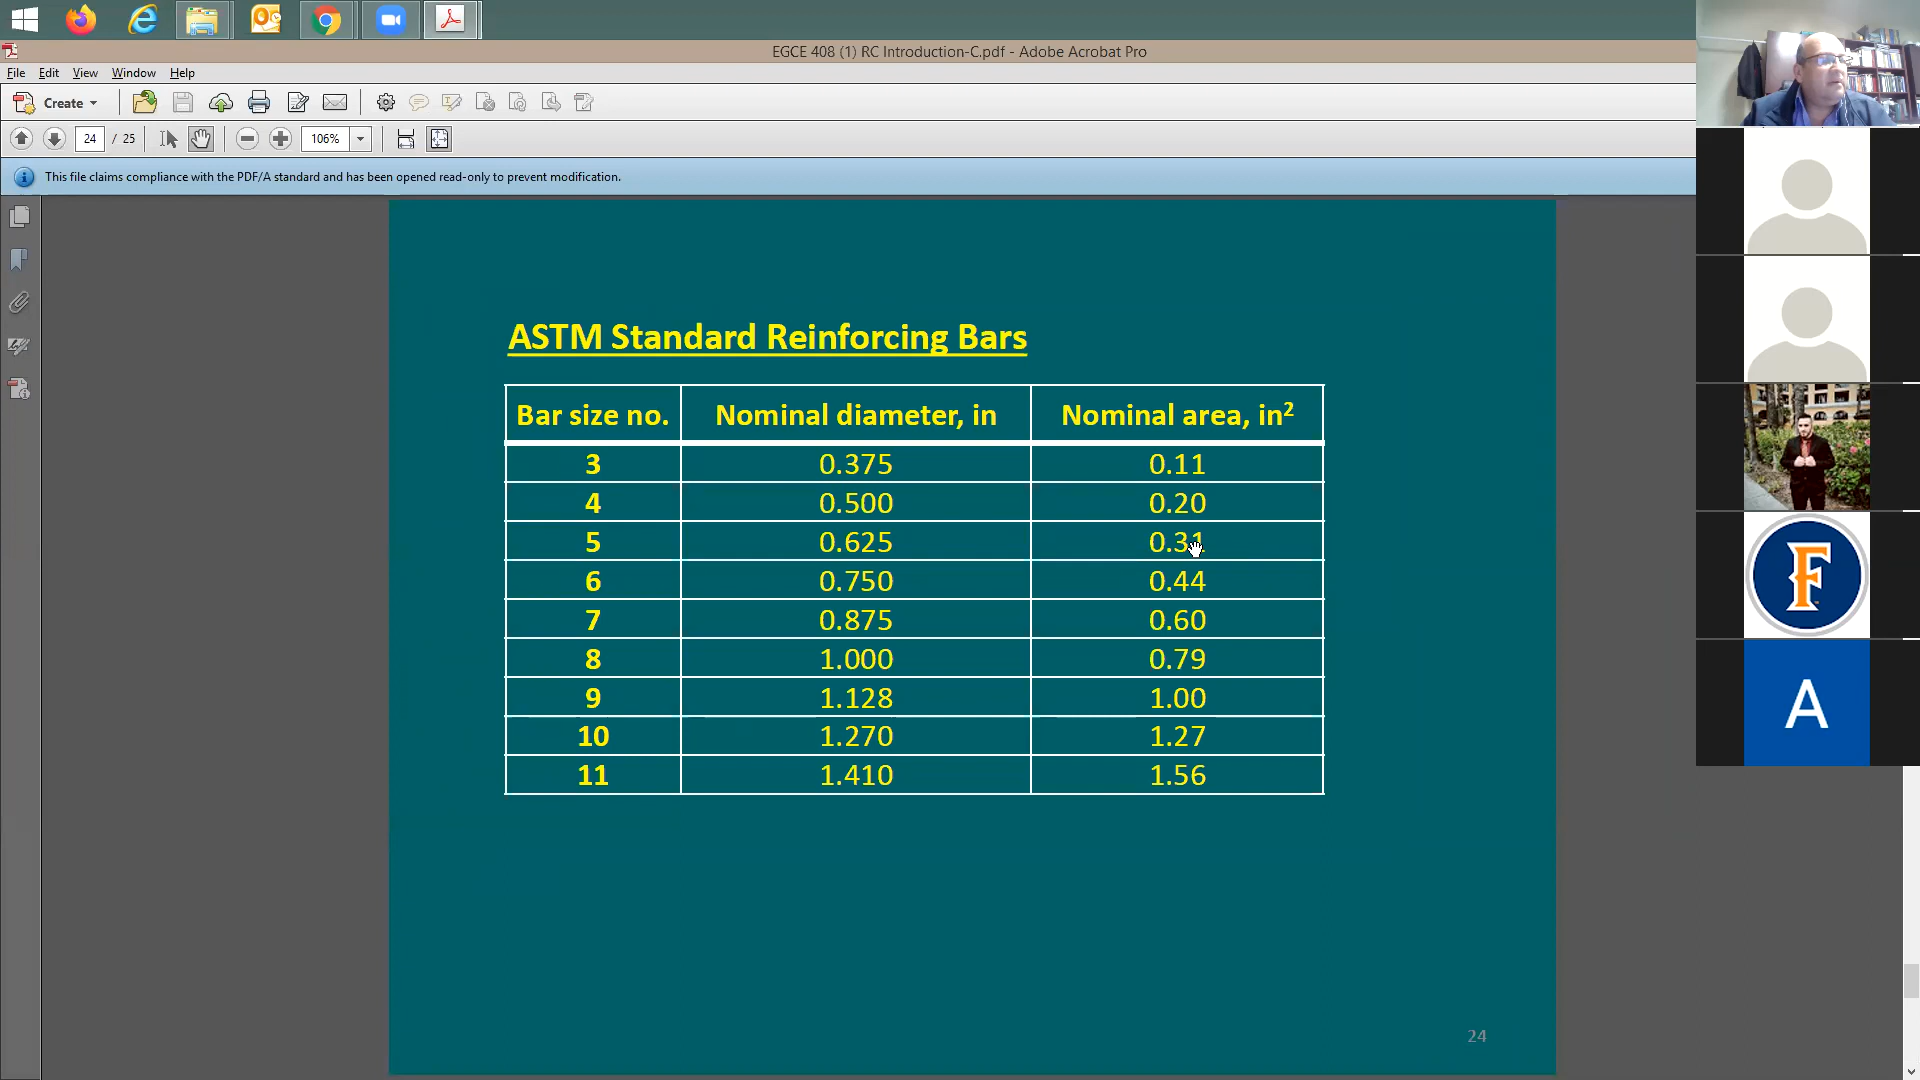 EGCE 408 (1) RC Introduction-C.pdf - Adobe Acrobat Pro
File Edit View Window Help
Create
24 / 25 106%
This file claims compliance with the PDF/A standard and has been opened read-only to prevent modification.
ASTM Standard Reinforcing Bars
Bar size no. Nominal diameter, in Nominal area, in²
3 0.375 0.11
4 0.500 0.20
5 0.625 0.31
6 0.750 0.44
7 0.875 0.60
8 1.000 0.79
9 1.128 1.00
10 1.270 1.27
11 1.410 1.56
24
F
A